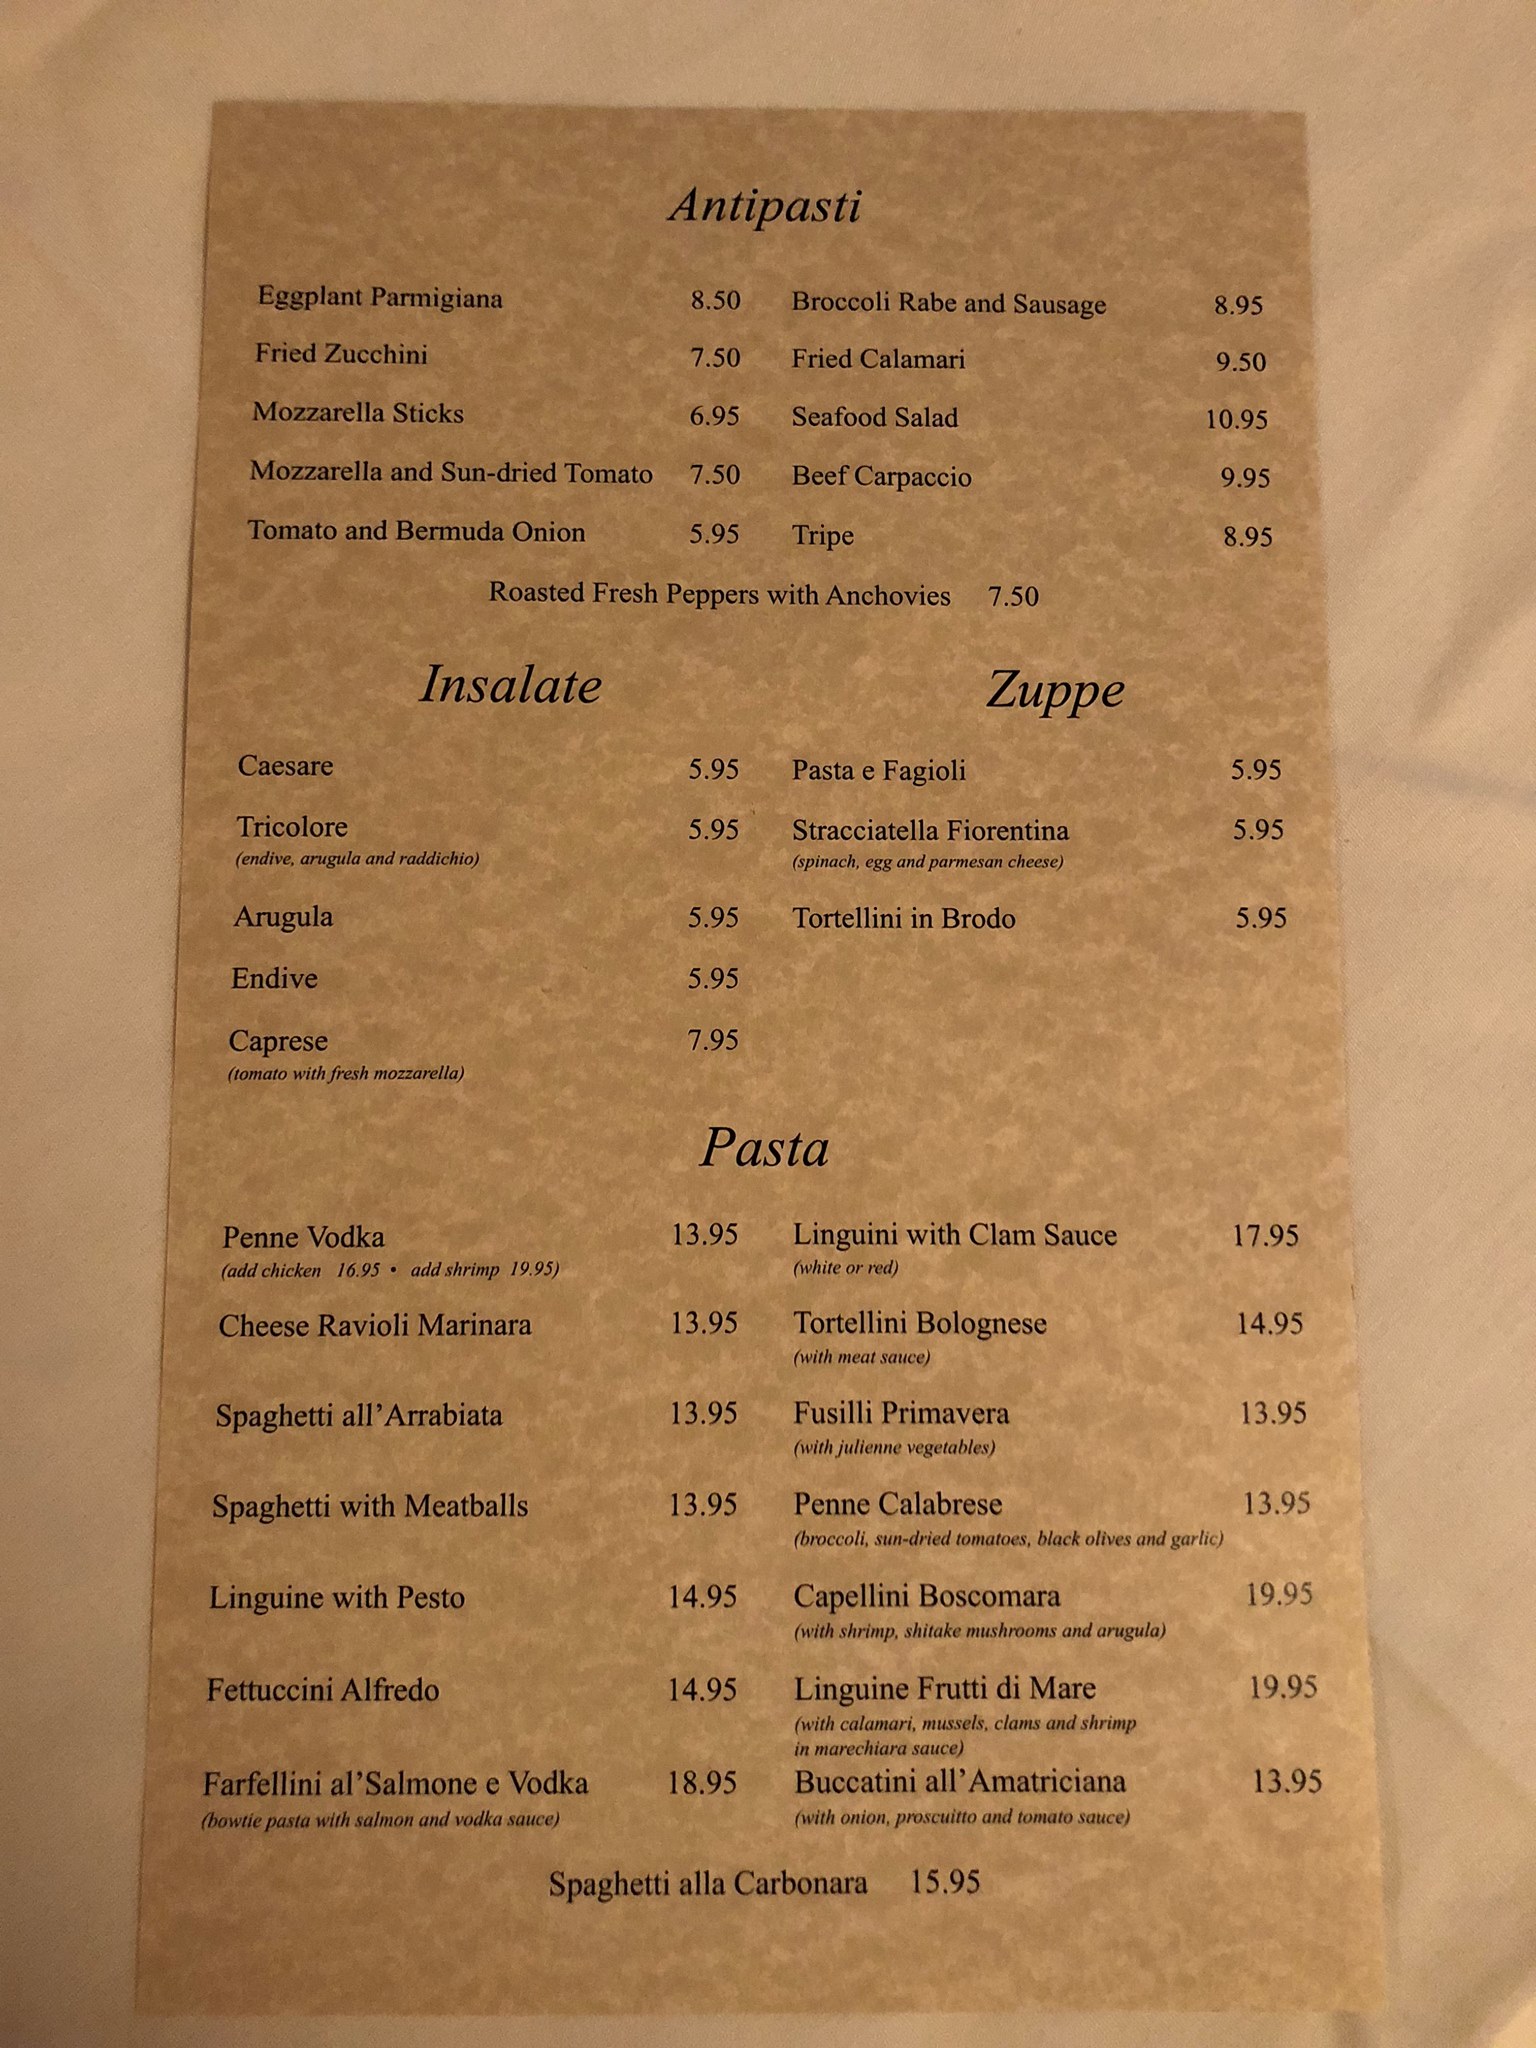 Antipasti
Eggplant Parmigiana 8.50 Broccoli Rabe and Sausage 8.95
Fried Zucchini 7.50 Fried Calamari 9.50
Mozzarella Sticks 6.95 Seafood Salad 10.95
Mozzarella and Sun-dried Tomato 7.50 Beef Carpaccio 9.95
Tomato and Bermuda Onion 5.95 Tripe 8.95
Roasted Fresh Peppers with Anchovies 7.50
Insalate
Caesare 5.95
Tricolore 5.95
(endive, arugula and raddichio)
Arugula 5.95
Endive 5.95
Caprese 7.95
(tomato with fresh mozzarella)
Zuppe
Pasta e Fagioli 5.95
Stracciatella Fiorentina 5.95
(spinach, egg and parmesan cheese)
Tortellini in Brodo 5.95
Pasta
Penne Vodka 13.95
(add chicken 16.95 • add shrimp 19.95)
Cheese Ravioli Marinara 13.95
Spaghetti all'Arrabiata 13.95
Spaghetti with Meatballs 13.95
Linguine with Pesto 14.95
Fettuccini Alfredo 14.95
Farfellini al'Salmone e Vodka 18.95
(bowtie pasta with salmon and vodka sauce)
Linguini with Clam Sauce 17.95
(white or red)
Tortellini Bolognese 14.95
(with meat sauce)
Fusilli Primavera 13.95
(with julienne vegetables)
Penne Calabrese 13.95
(broccoli, sun-dried tomatoes, black olives and garlic)
Capellini Boscomara 19.95
(with shrimp, shitake mushrooms and arugula)
Linguine Frutti di Mare 19.95
(with calamari, mussels, clams and shrimp
in marechiara sauce)
Buccatini all'Amatriciana 13.95
(with onion, proscuitto and tomato sauce)
Spaghetti alla Carbonara 15.95